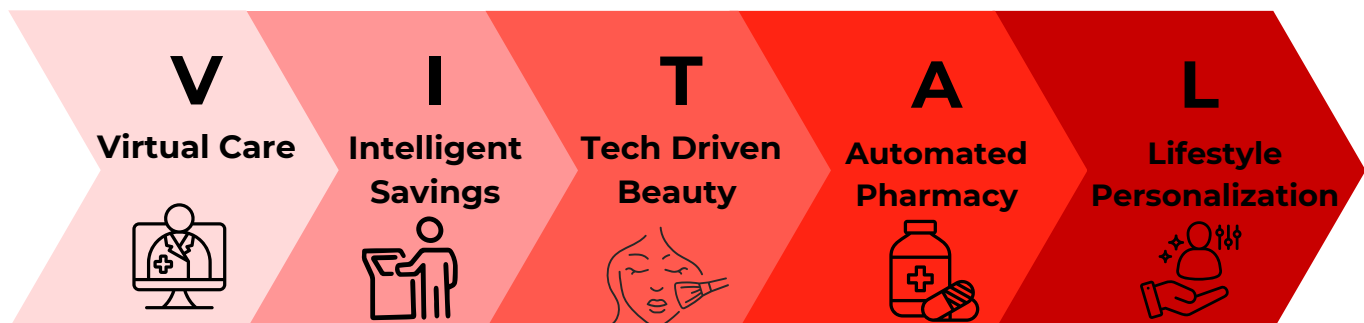 V
Virtual Care
I
Intelligent
Savings
T
Tech Driven
Beauty
A
Automated
Pharmacy
L
Lifestyle
Personalization